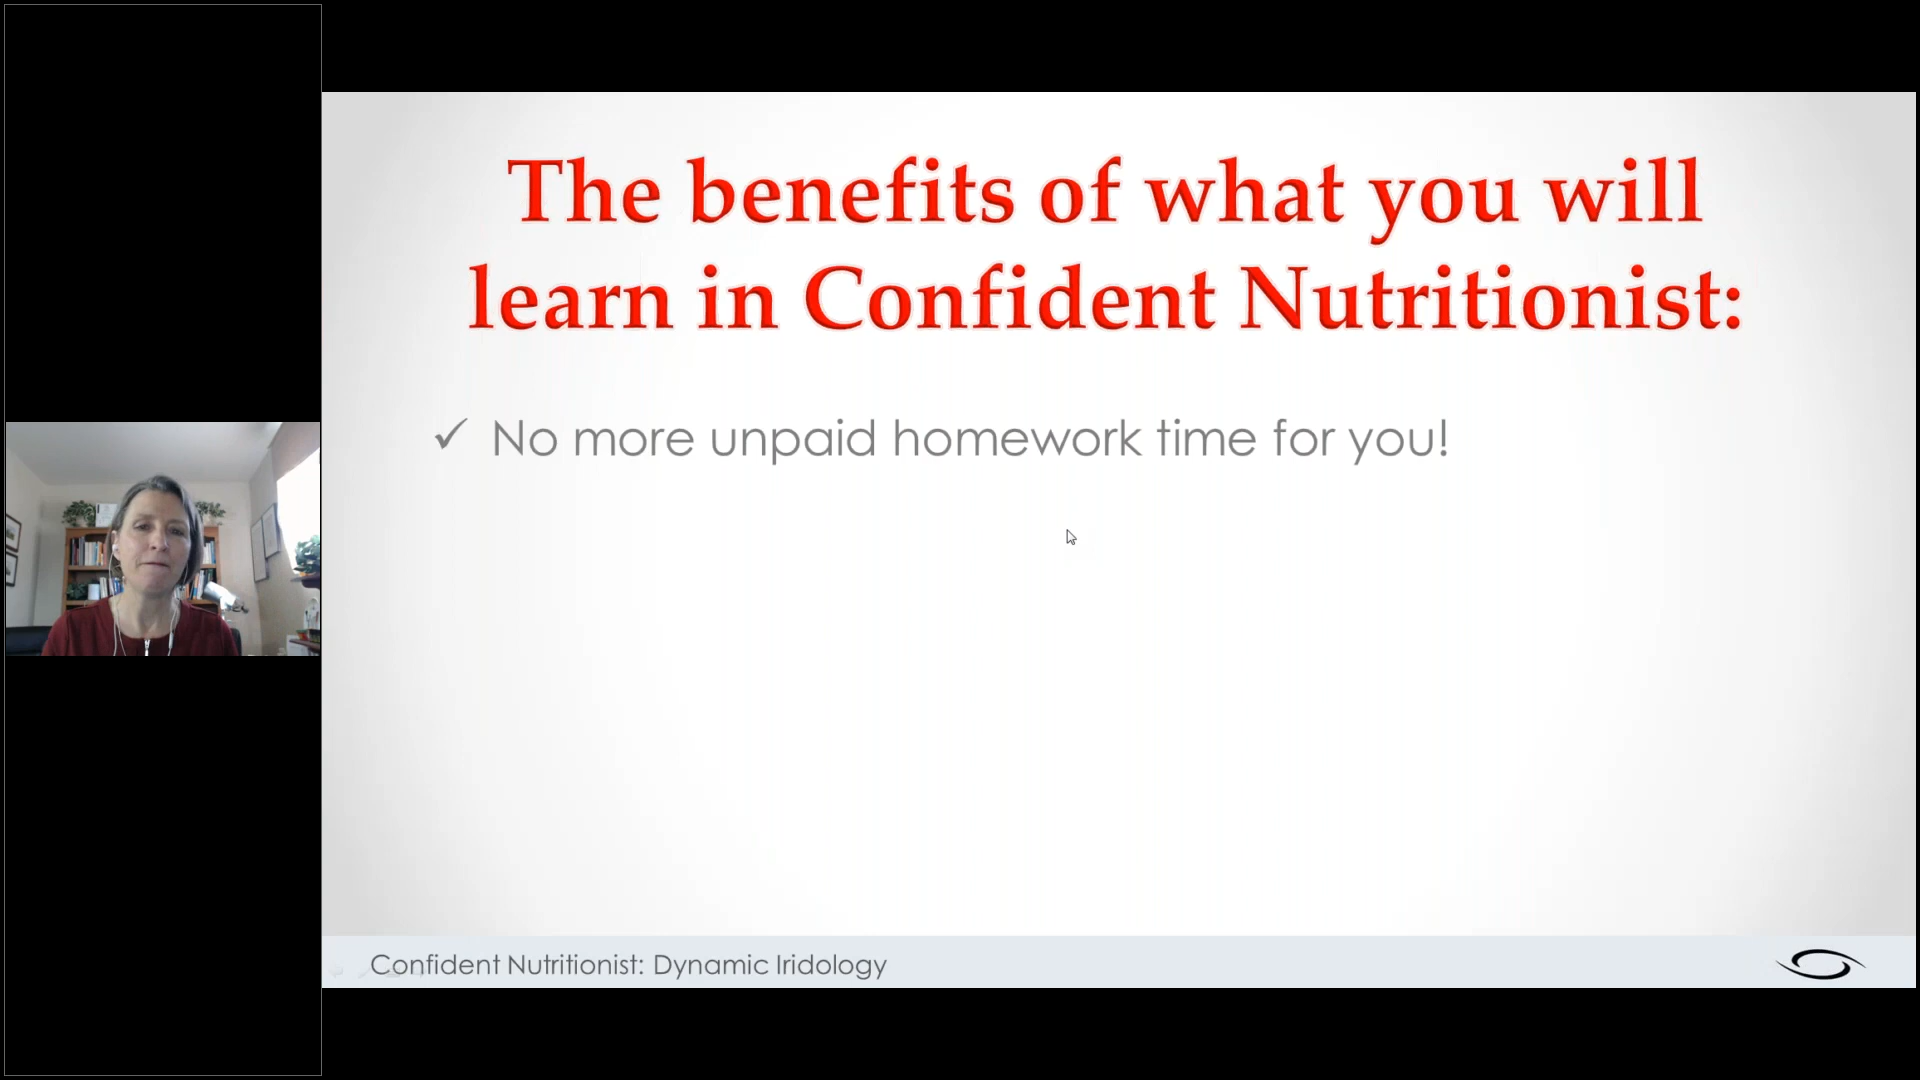 The benefits of what you will
learn in Confident Nutritionist:
✓ No more unpaid homework time for you!
Confident Nutritionist: Dynamic Iridology